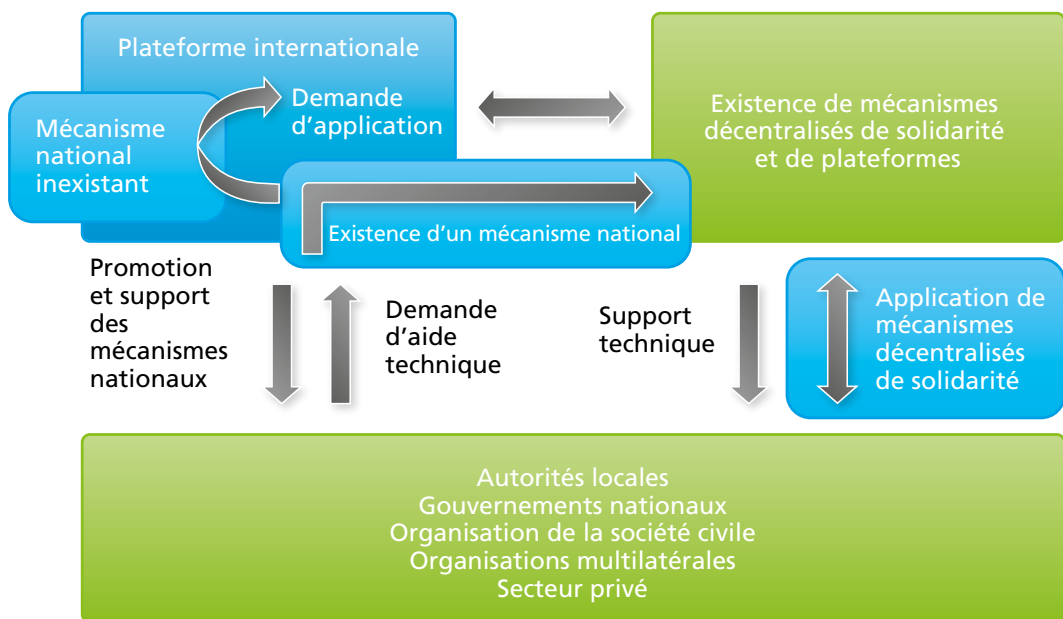 Plateforme internationale
Demande
d'application
Mécanisme
national
inexistant
Existence d'un mécanisme national
Existence de mécanismes
décentralisés de solidarité
et de plateformes
Promotion
et support
des
mécanismes
nationaux
Demande
d'aide
technique
Support
technique
Application de
mécanismes
décentralisés
de solidarité
Autorités locales
Gouvernements nationaux
Organisation de la société civile
Organisations multilatérales
Secteur privé